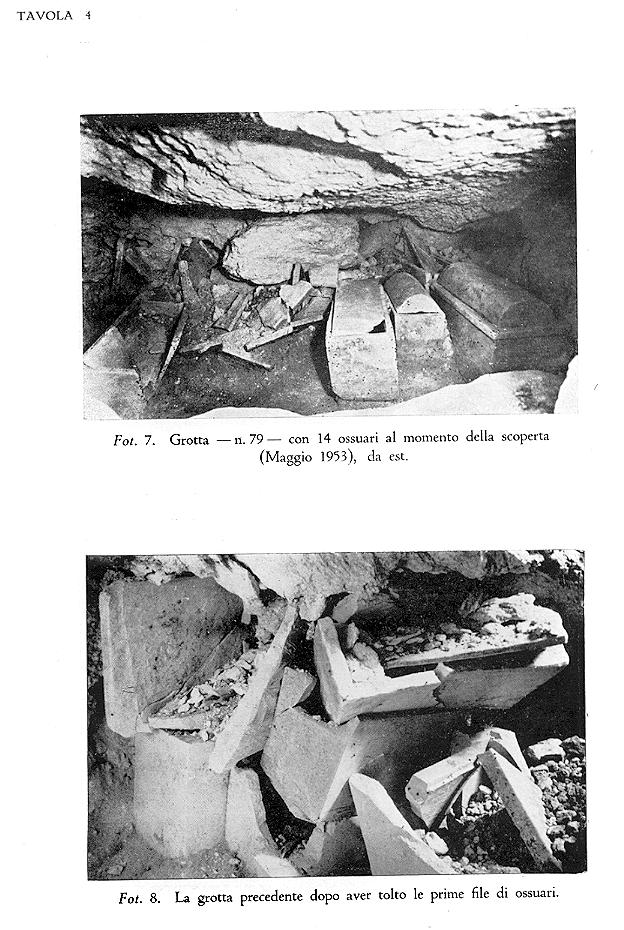 TAVOLA 4
Fot. 7. Grotta — n. 79 — con 14 ossuari al momento della scoperta
(Maggio 1953), da est.
Fot. 8. La grotta precedente dopo aver tolto le prime file di ossuari.